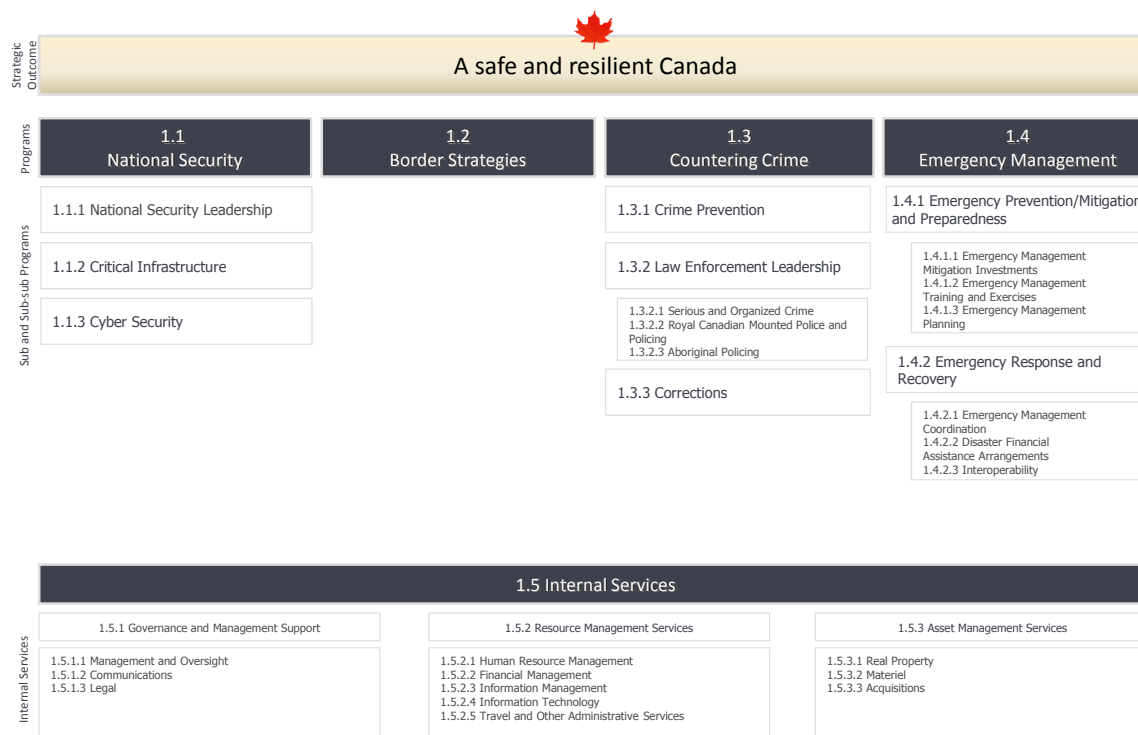 Strategic
Outcome
A safe and resilient Canada
Programs
1.1
National Security
1.2
Border Strategies
1.3
Countering Crime
1.4
Emergency Management
Sub and Sub-sub Programs
1.1.1 National Security Leadership
1.1.2 Critical Infrastructure
1.1.3 Cyber Security
1.3.1 Crime Prevention
1.3.2 Law Enforcement Leadership
1.3.2.1 Serious and Organized Crime
1.3.2.2 Royal Canadian Mounted Police and
Policing
1.3.2.3 Aboriginal Policing
1.3.3 Corrections
1.4.1 Emergency Prevention/Mitigation
and Preparedness
1.4.1.1 Emergency Management
Mitigation Investments
1.4.1.2 Emergency Management
Training and Exercises
1.4.1.3 Emergency Management
Planning
1.4.2 Emergency Response and
Recovery
1.4.2.1 Emergency Management
Coordination
1.4.2.2 Disaster Financial
Assistance Arrangements
1.4.2.3 Interoperability
1.5 Internal Services
Internal Services
1.5.1 Governance and Management Support
1.5.1.1 Management and Oversight
1.5.1.2 Communications
1.5.1.3 Legal
1.5.2 Resource Management Services
1.5.2.1 Human Resource Management
1.5.2.2 Financial Management
1.5.2.3 Information Management
1.5.2.4 Information Technology
1.5.2.5 Travel and Other Administrative Services
1.5.3 Asset Management Services
1.5.3.1 Real Property
1.5.3.2 Materiel
1.5.3.3 Acquisitions